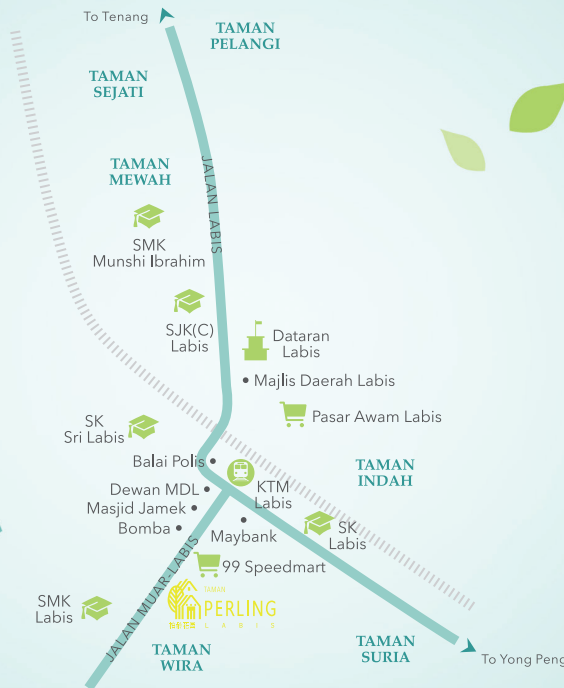 To Tenang
TAMAN
PELANGI
TAMAN
SEJATI
TAMAN
MEWAH
JALAN LABIS
SMK
Munshi Ibrahim
SJK(C)
Labis
Dataran
Labis
• Majlis Daerah Labis
Pasar Awam Labis
SK
Sri Labis
Balai Polis •
TAMAN
INDAH
KTM
Labis
Dewan MDL •
Masjid Jamek •
Bomba •
Maybank
SK
Labis
JALAN MUAR-LABIS
99 Speedmart
TAMAN
PERLING
LABIS
SMK
Labis
TAMAN
WIRA
TAMAN
SURIA
To Yong Peng